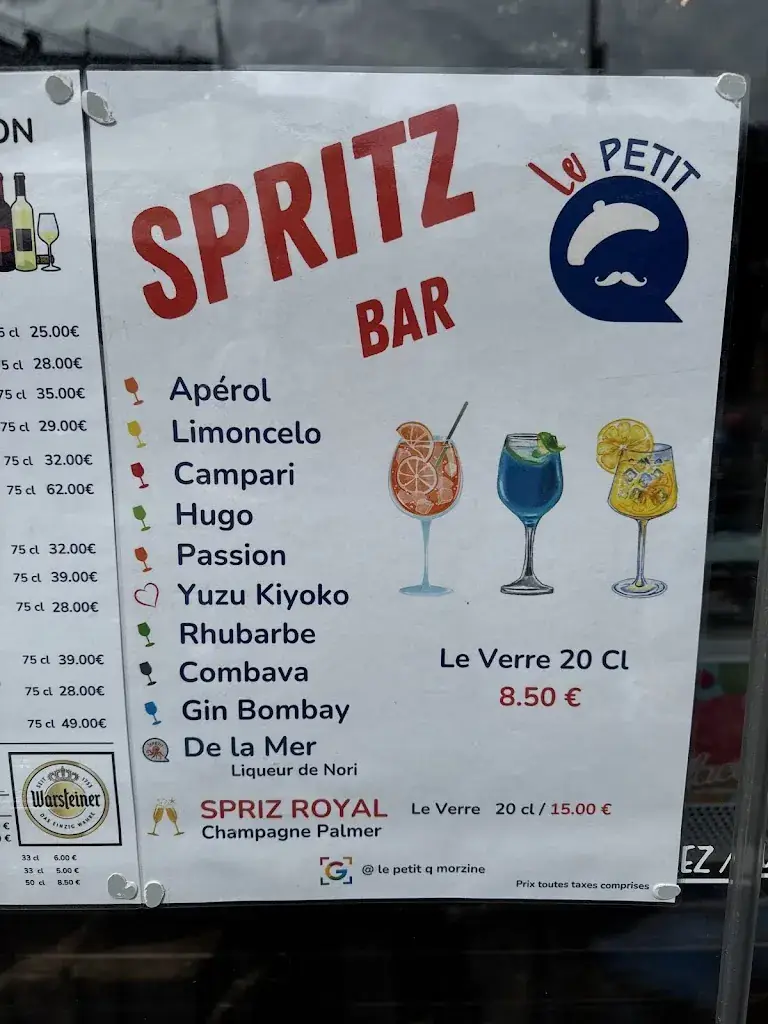 ON
25.00€
28.00€
75 cl 35.00€
75 cl 29.00€
75 cl 32.00€
75 cl 62.00€
75 cl 32.00€
75 cl 39.00€
75 cl 28.00€
75 cl 39.00€
75 cl 28.00€
75 cl 49.00€
Warsteiner
DAS EINZIG WAHRE
33 cl 6.00 €
33 cl 5.00 €
50 cl 8.50 €
SPRITZ
BAR
le PETIT
Apérol
Limoncelo
Campari
Hugo
Passion
Yuzu Kiyoko
Rhubarbe
Combava
Gin Bombay
De la Mer
Liqueur de Nori
Le Verre 20 Cl
8.50 €
SPRIZ ROYAL Le Verre 20 cl / 15.00 €
Champagne Palmer
G @ le petit q morzine
Prix toutes taxes comprises
EZ